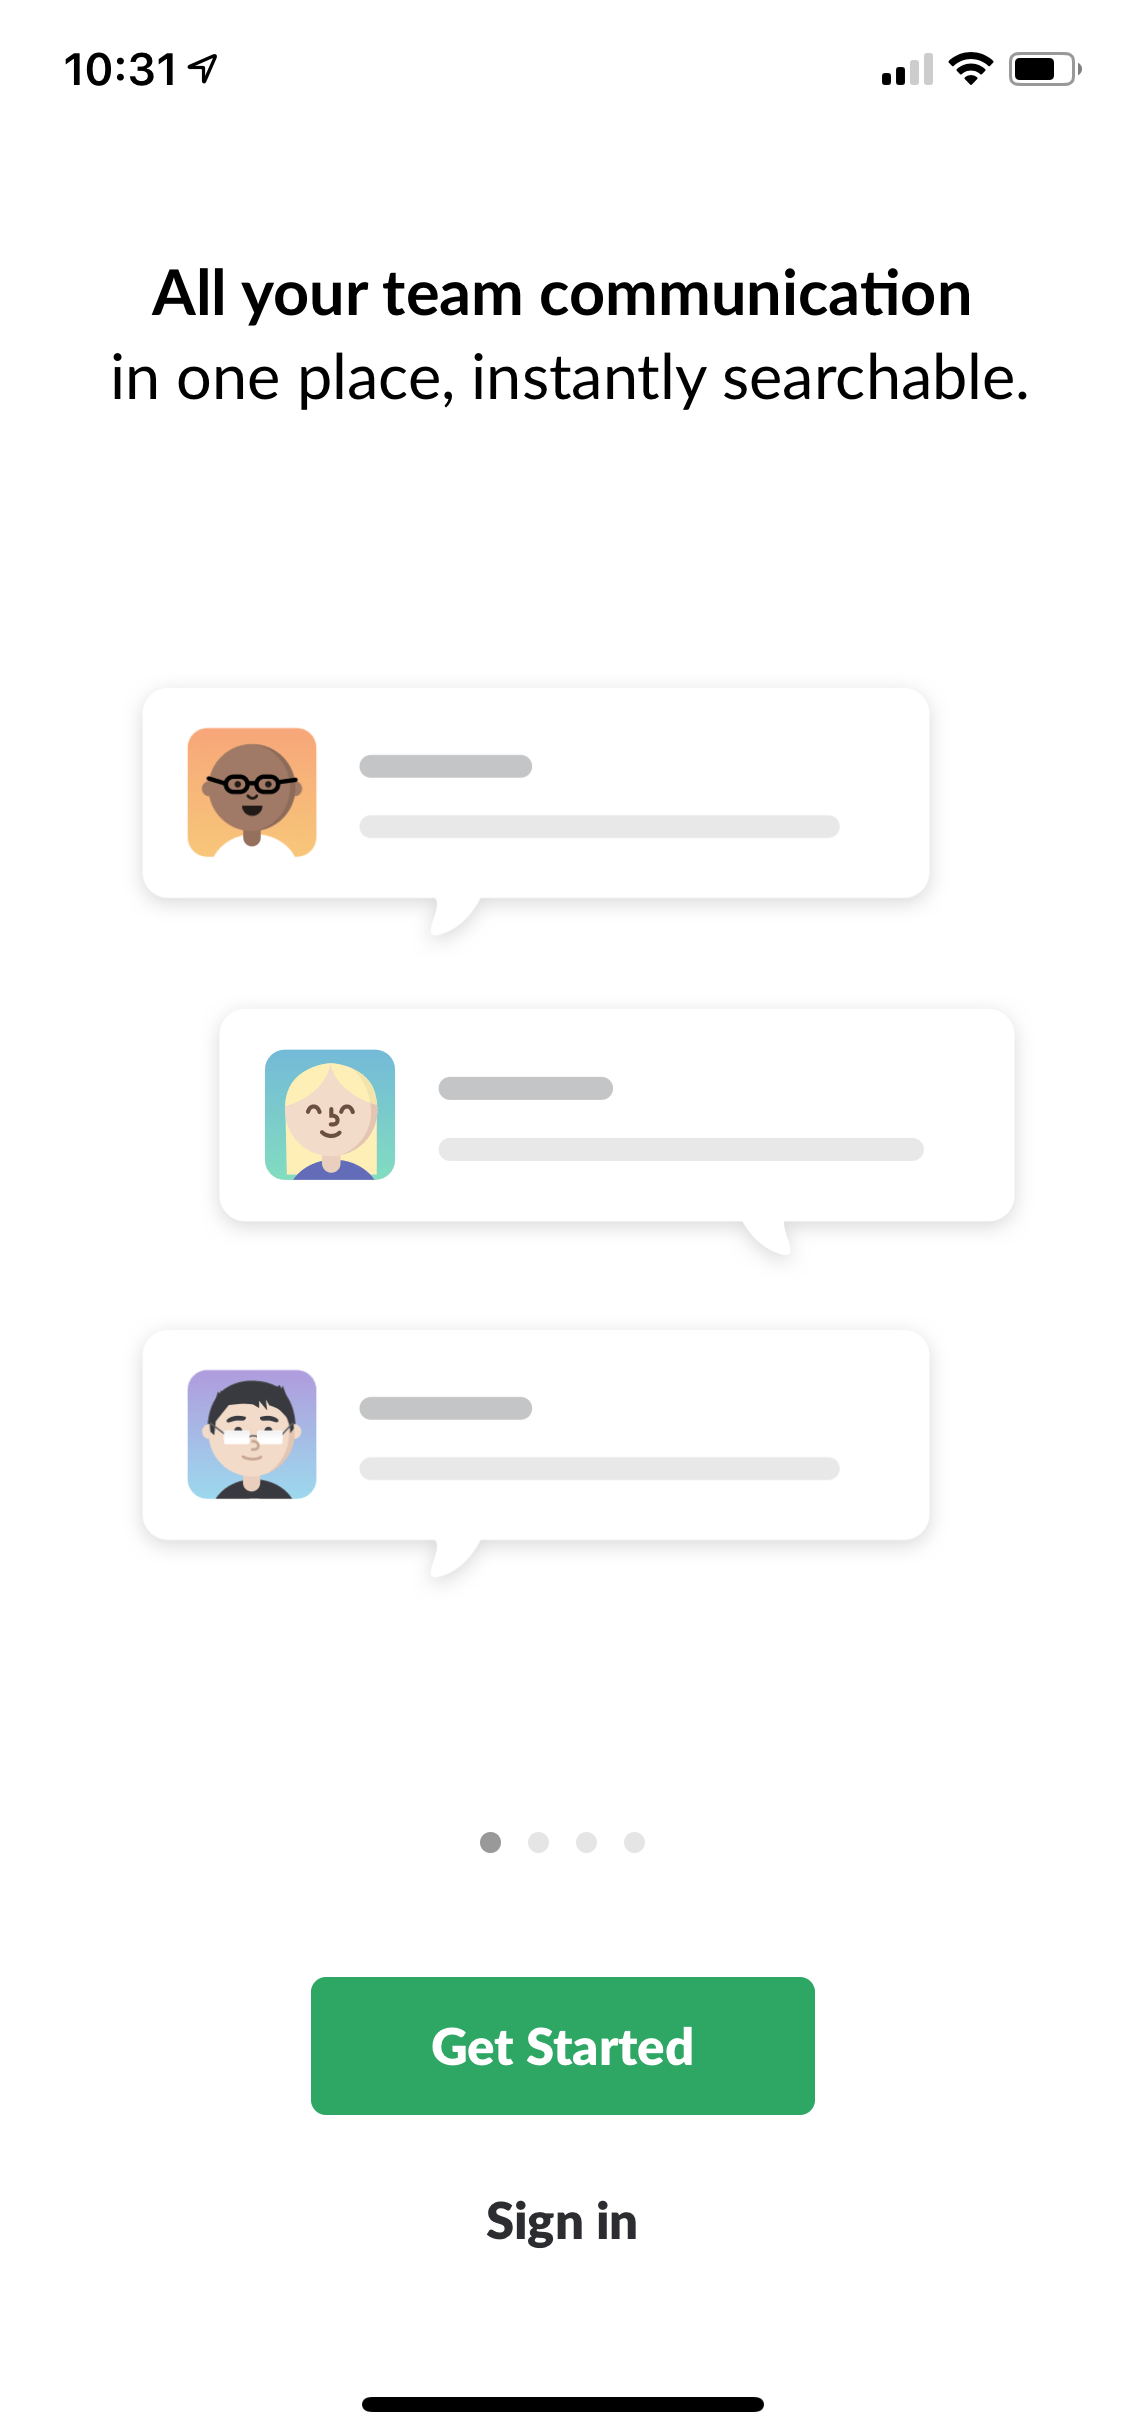 10:31
All your team communication
in one place, instantly searchable.
Get Started
Sign in